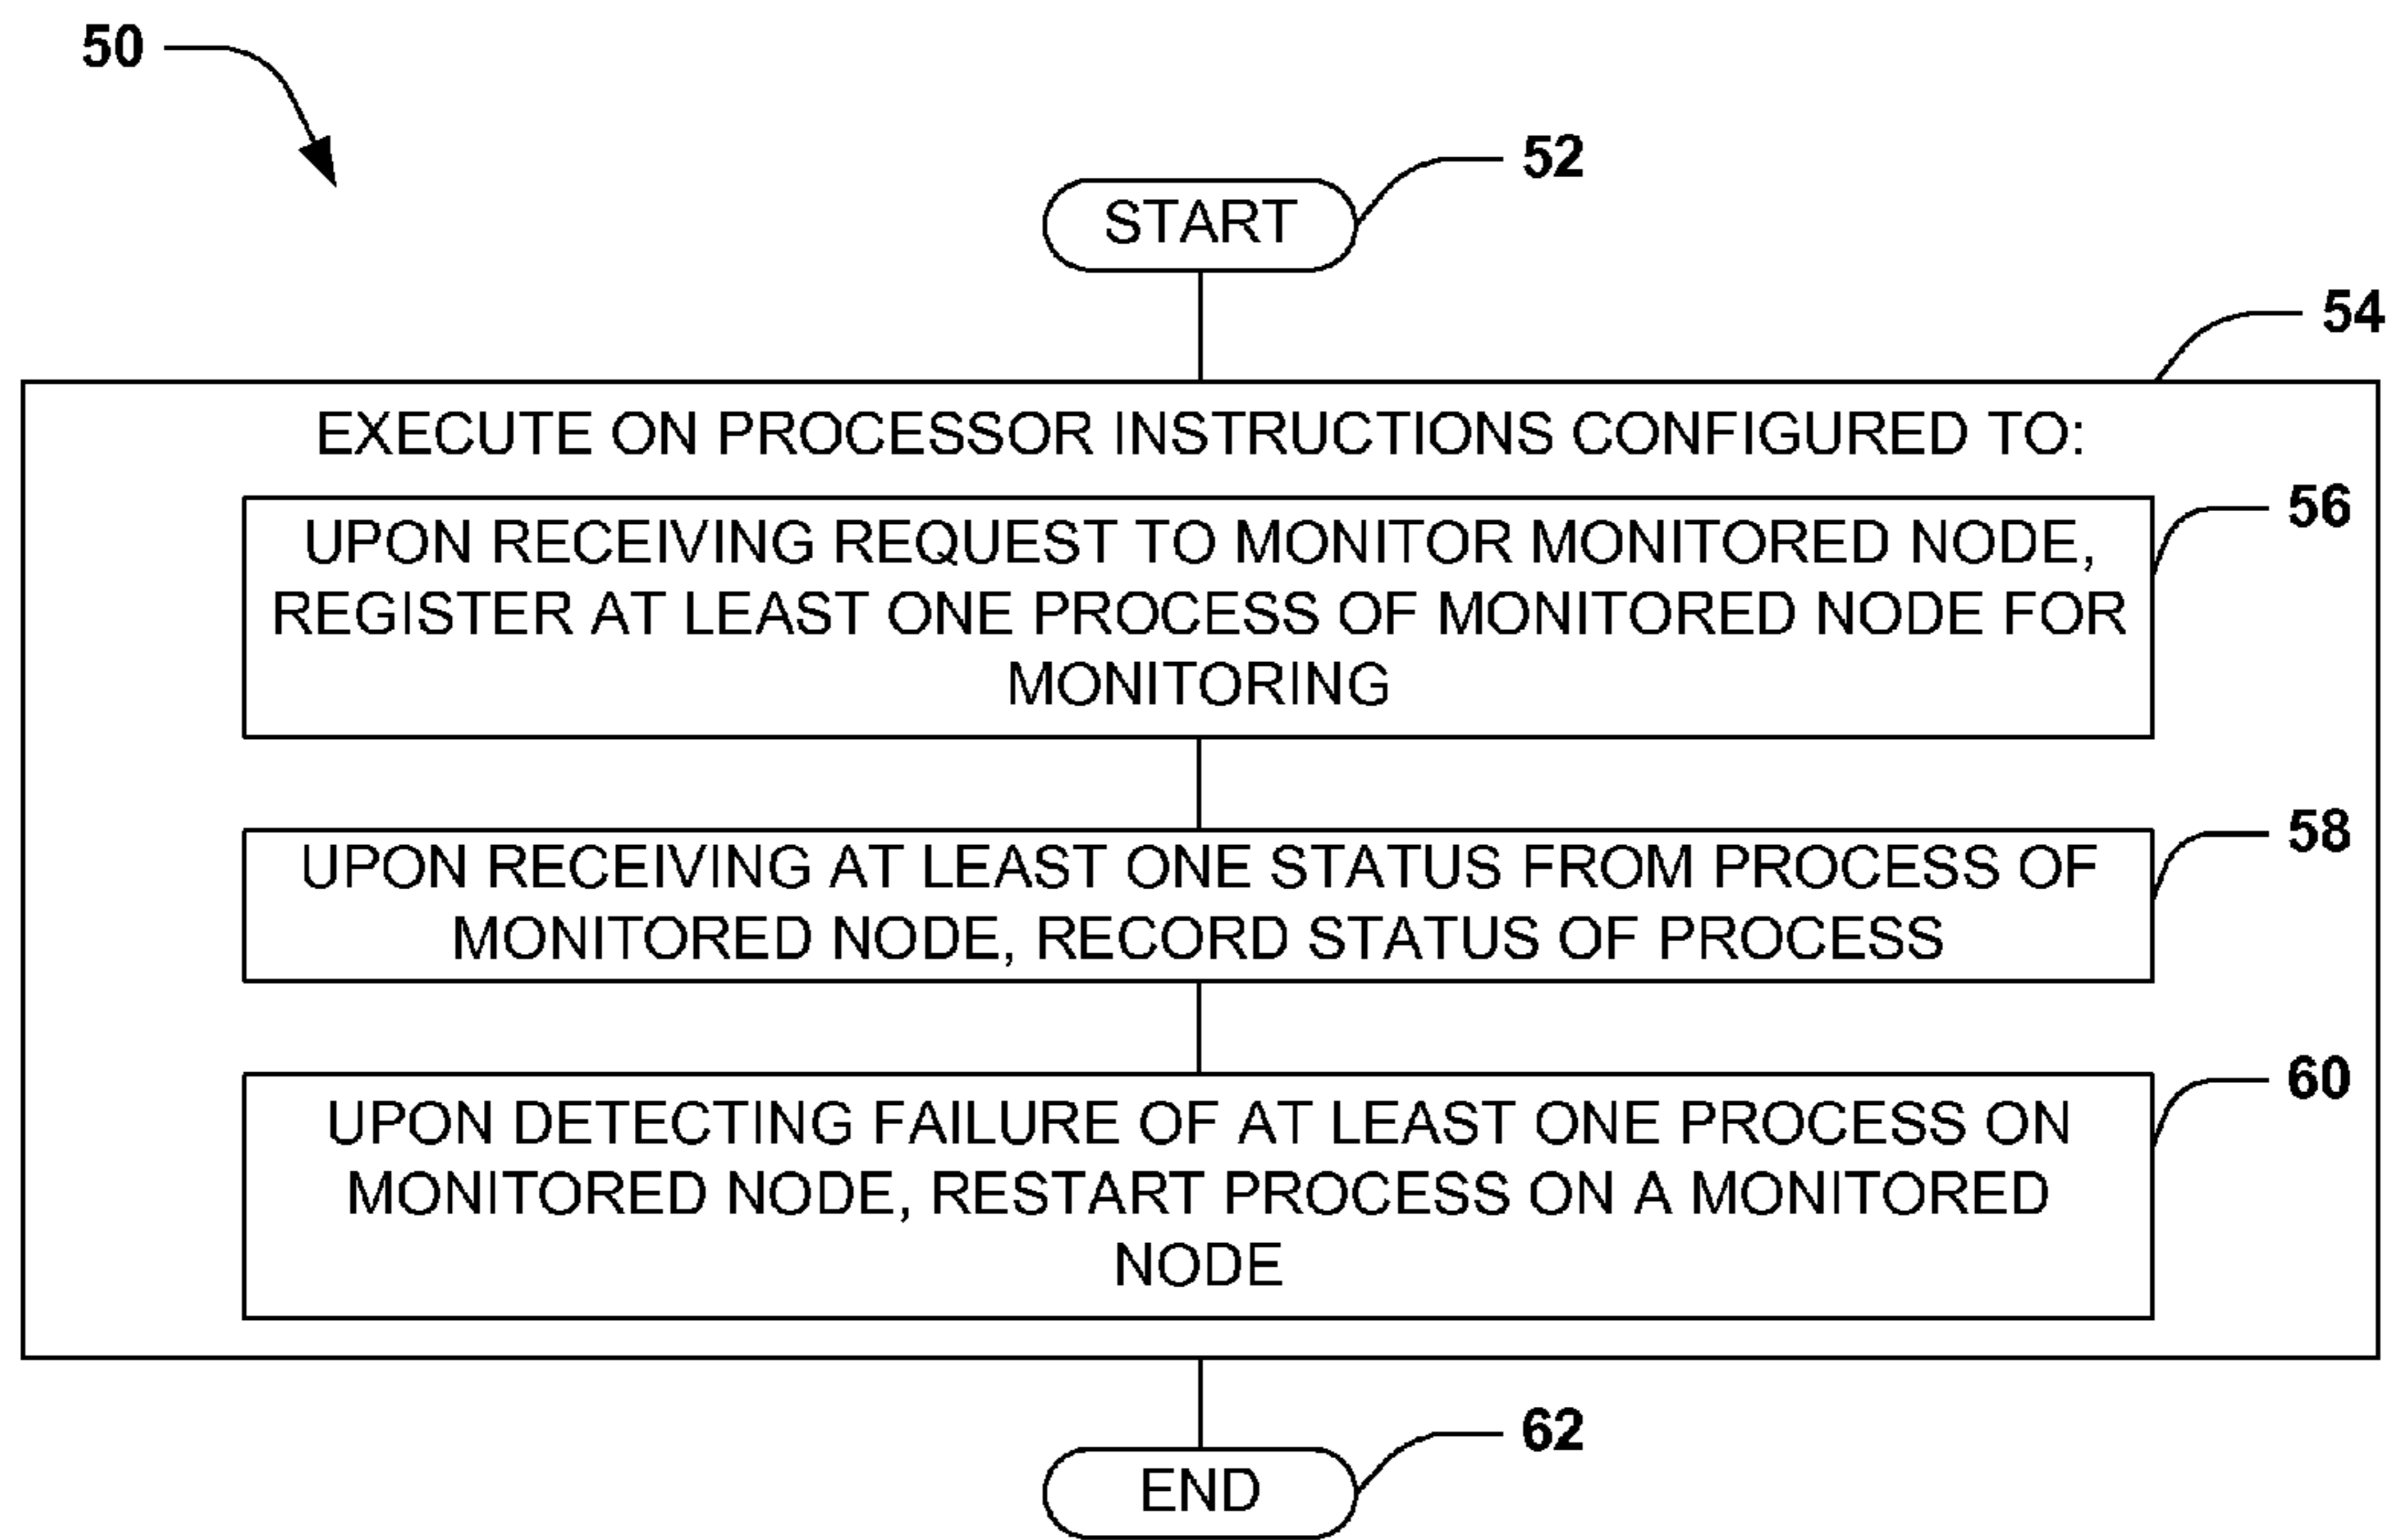 50
52
START
54
EXECUTE ON PROCESSOR INSTRUCTIONS CONFIGURED TO:
56
UPON RECEIVING REQUEST TO MONITOR MONITORED NODE,
REGISTER AT LEAST ONE PROCESS OF MONITORED NODE FOR
MONITORING
58
UPON RECEIVING AT LEAST ONE STATUS FROM PROCESS OF
MONITORED NODE, RECORD STATUS OF PROCESS
60
UPON DETECTING FAILURE OF AT LEAST ONE PROCESS ON
MONITORED NODE, RESTART PROCESS ON A MONITORED
NODE
62
END